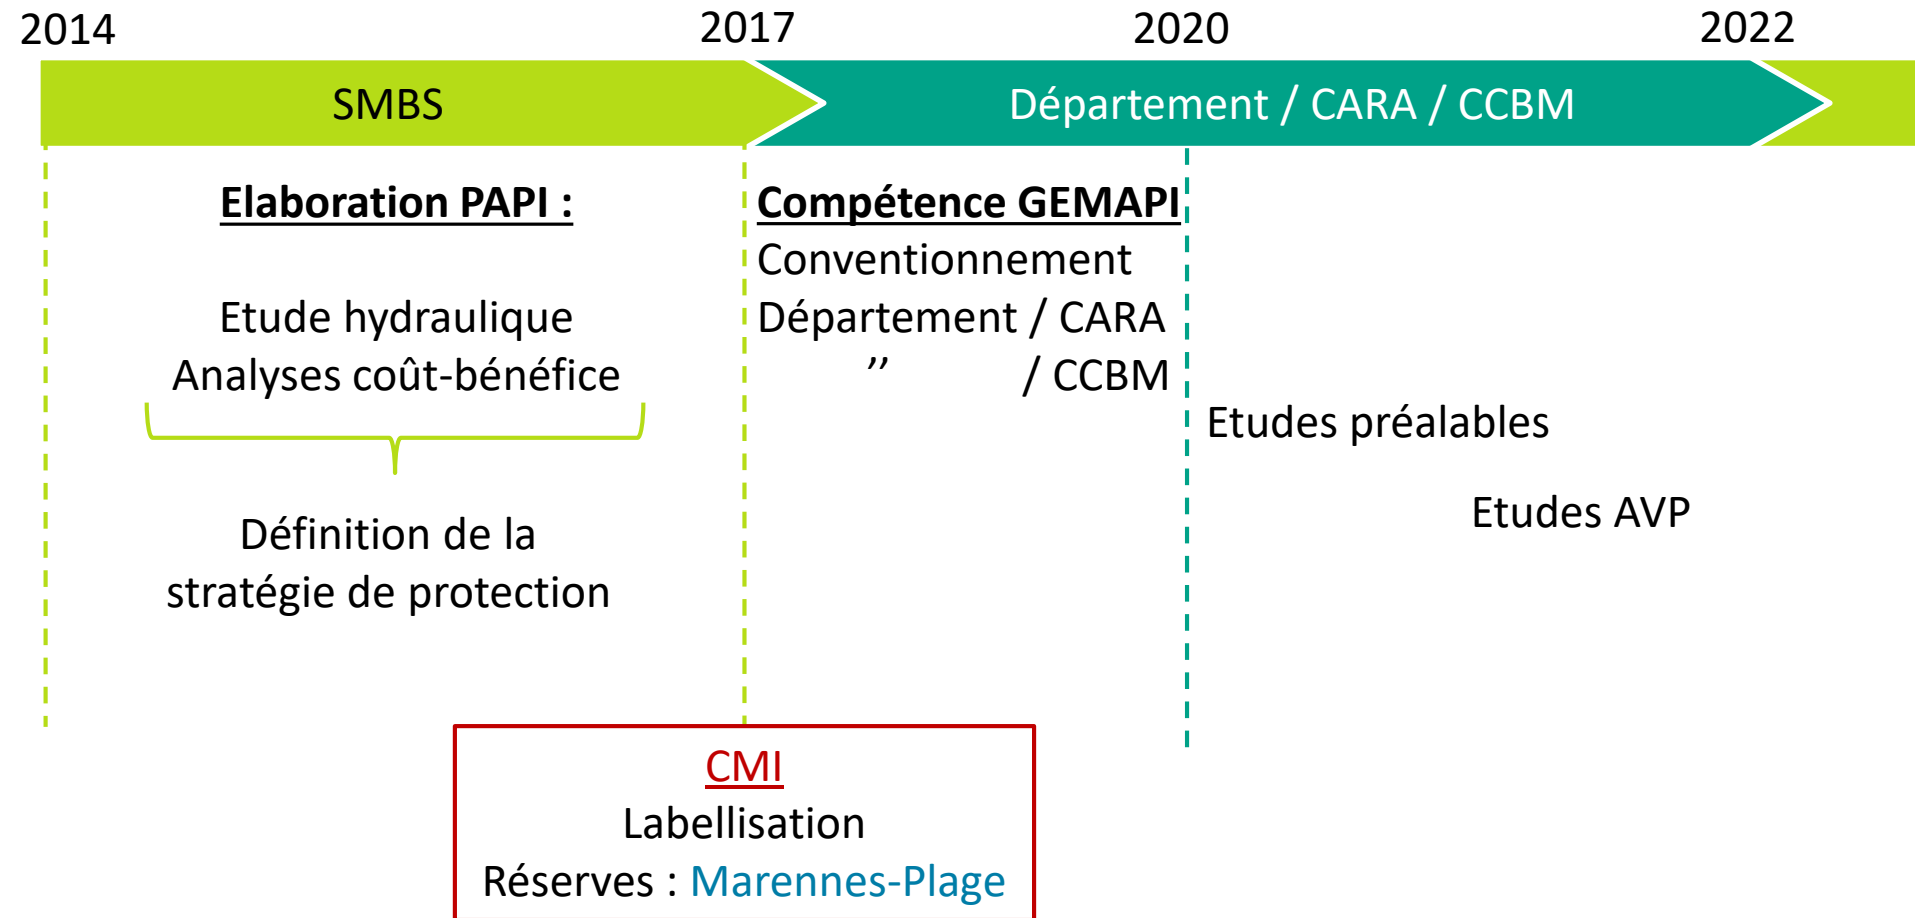 2014
2017
2020
2022
SMBS
Département / CARA / CCBM
Elaboration PAPI :
Etude hydraulique
Analyses coût-bénéfice
Définition de la
stratégie de protection
Compétence GEMAPI
Conventionnement
Département / CARA
’’ / CCBM
Etudes préalables
Etudes AVP
CMI
Labellisation
Réserves : Marennes-Plage